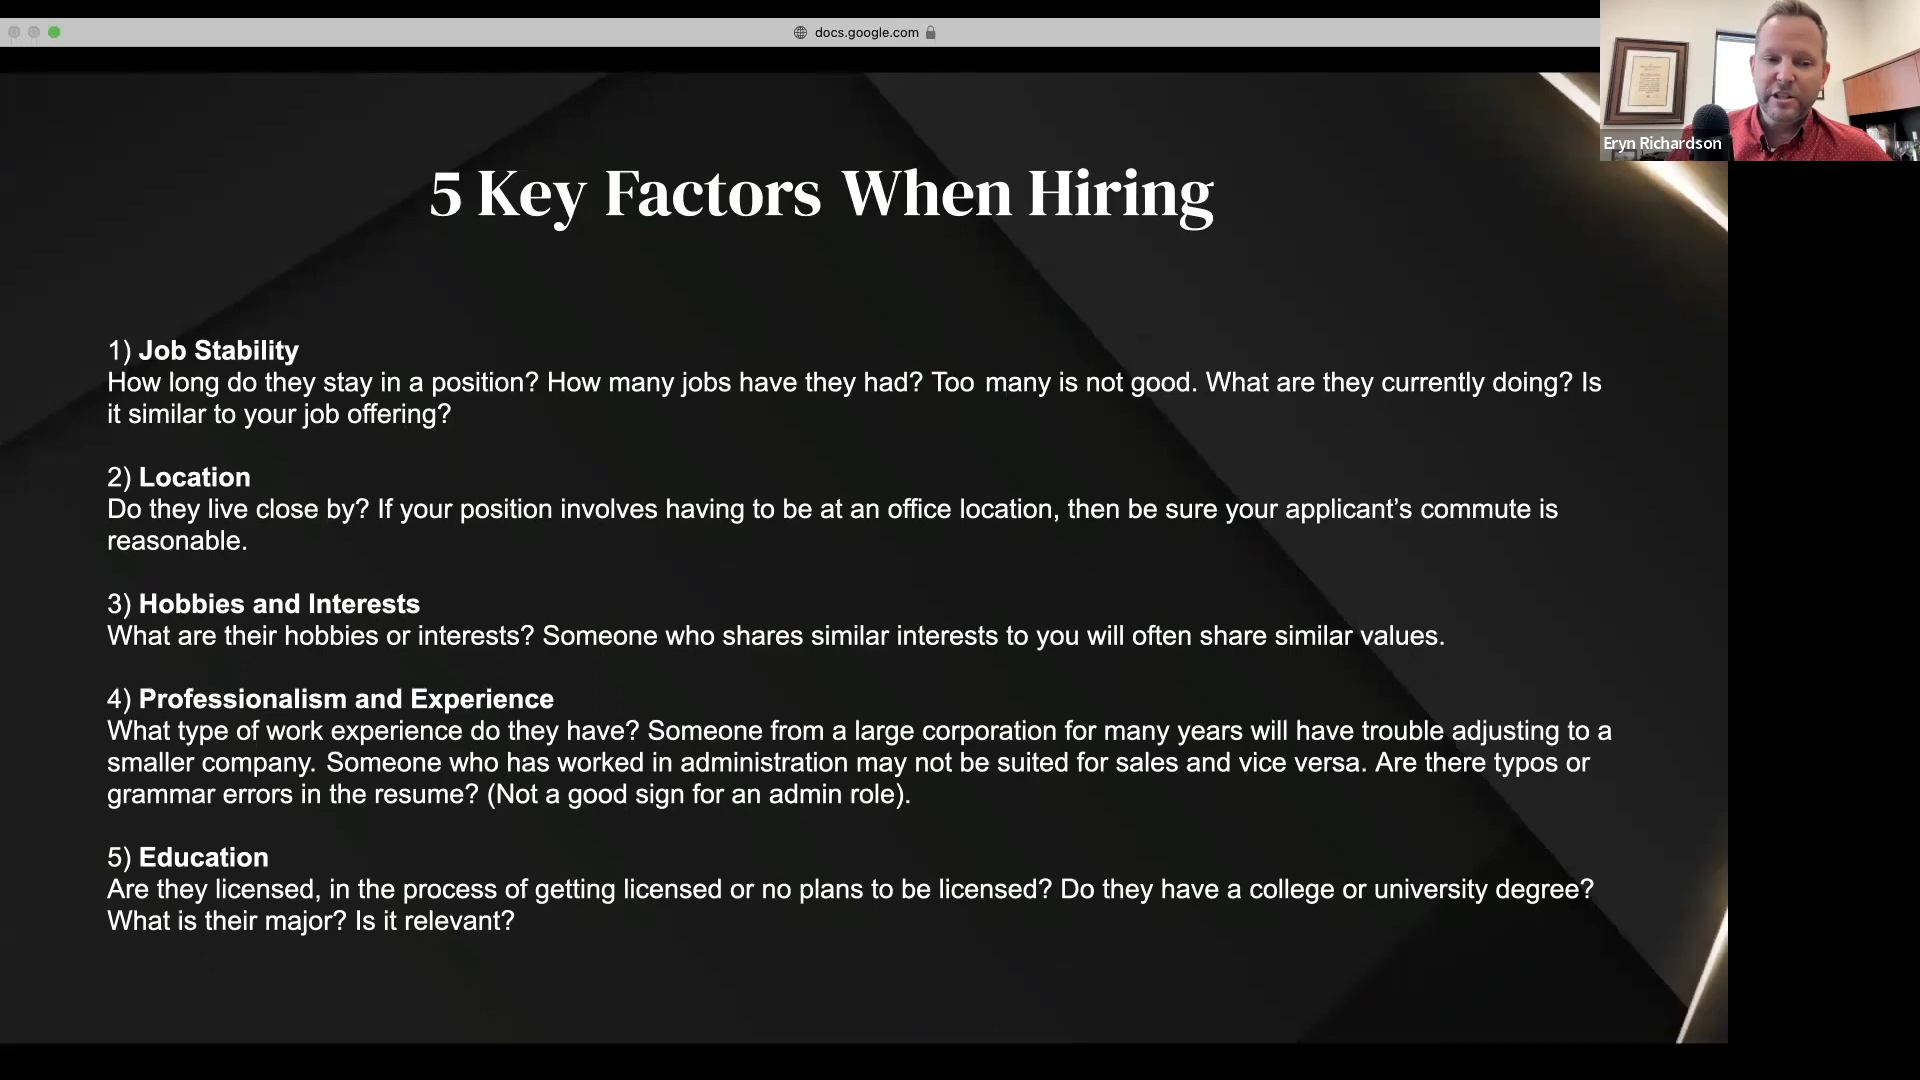 docs.google.com
Eryn Richardson
5 Key Factors When Hiring
1) Job Stability
How long do they stay in a position? How many jobs have they had? Too many is not good. What are they currently doing? Is
it similar to your job offering?
2) Location
Do they live close by? If your position involves having to be at an office location, then be sure your applicant’s commute is
reasonable.
3) Hobbies and Interests
What are their hobbies or interests? Someone who shares similar interests to you will often share similar values.
4) Professionalism and Experience
What type of work experience do they have? Someone from a large corporation for many years will have trouble adjusting to a
smaller company. Someone who has worked in administration may not be suited for sales and vice versa. Are there typos or
grammar errors in the resume? (Not a good sign for an admin role).
5) Education
Are they licensed, in the process of getting licensed or no plans to be licensed? Do they have a college or university degree?
What is their major? Is it relevant?